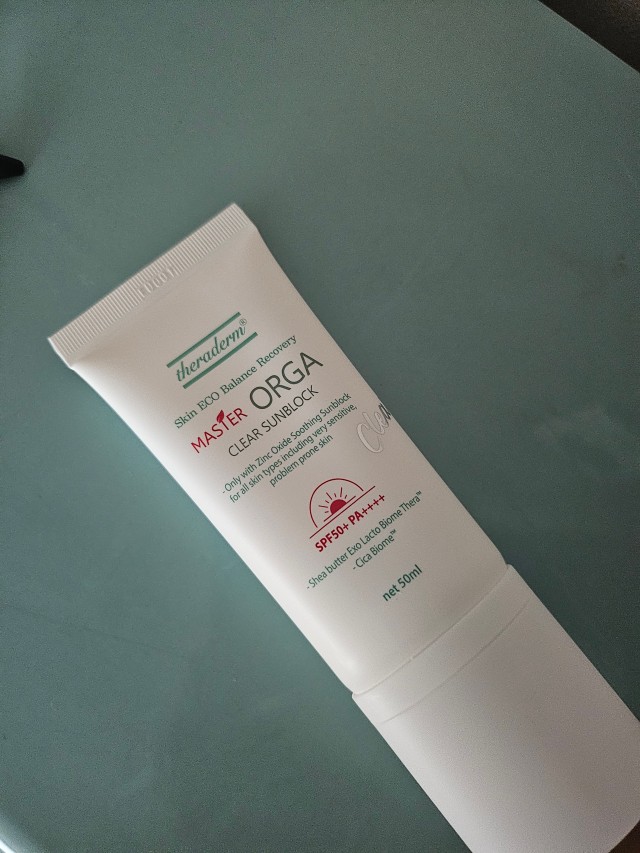 theraderm®
Skin ECO Balance Recovery
MASTER ORGA
CLEAR SUNBLOCK
-Only with Zinc Oxide Soothing Sunblock
for all skin types including very sensitive,
problem prone skin
Clea
SPF50+ PA++++
-Shea butter Exo Lacto Biome Thera™
-Cica Biome™
net 50ml